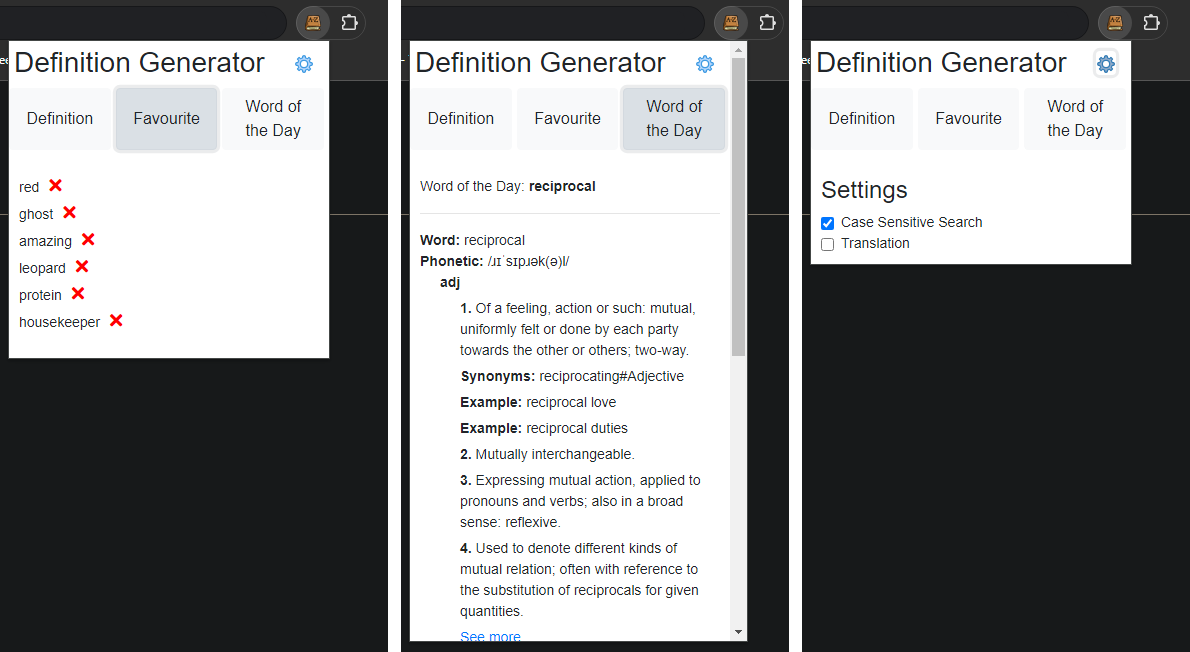 Definition Generator
Definition
Favourite
Word of
the Day
red
ghost
amazing
leopard
protein
housekeeper
Definition Generator
Definition
Favourite
Word of
the Day
Word of the Day: reciprocal
Word: reciprocal
Phonetic: /ɹɪˈsɪpɹək(ə)l/
adj
1. Of a feeling, action or such: mutual,
uniformly felt or done by each party
towards the other or others; two-way.
Synonyms: reciprocating#Adjective
Example: reciprocal love
Example: reciprocal duties
2. Mutually interchangeable.
3. Expressing mutual action, applied to
pronouns and verbs; also in a broad
sense: reflexive.
4. Used to denote different kinds of
mutual relation; often with reference to
the substitution of reciprocals for given
quantities.
See more
Definition Generator
Definition
Favourite
Word of
the Day
Settings
Case Sensitive Search
Translation